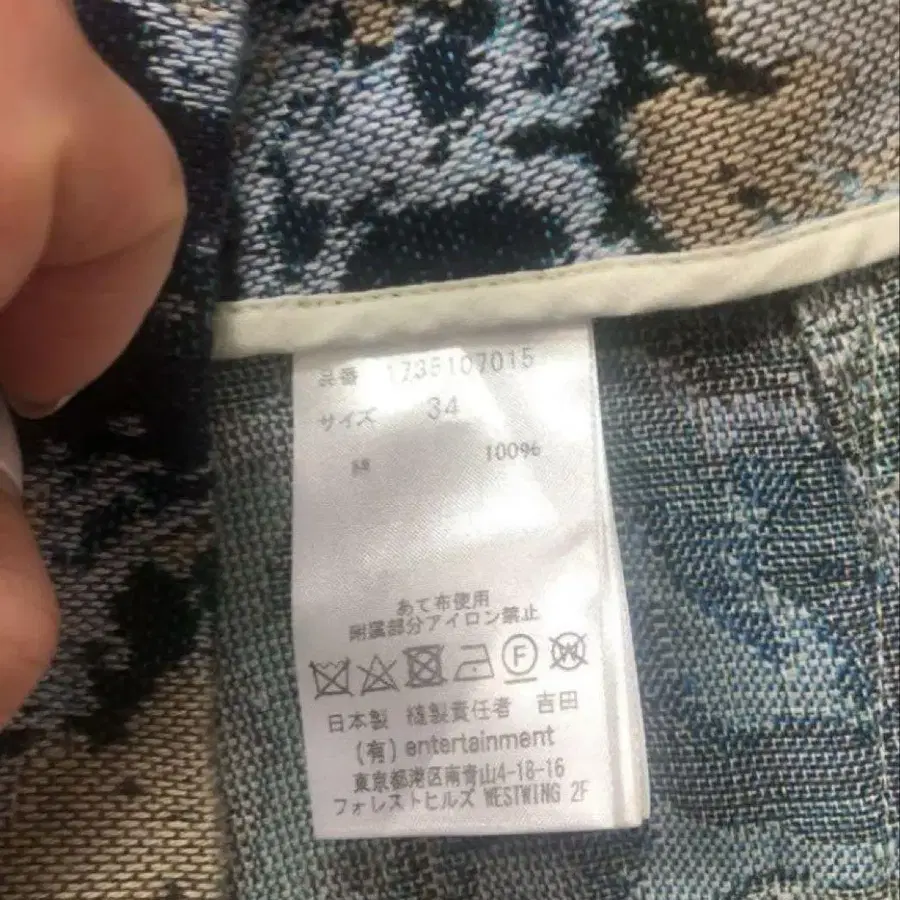 品番 1735107015
サイズ 34
綿 100%
あて布使用
附属部分アイロン禁止
F W
日本製 縫製責任者 吉田
(有) entertainment
東京都港区南青山4-18-16
フォレストヒルズ WESTWING 2F